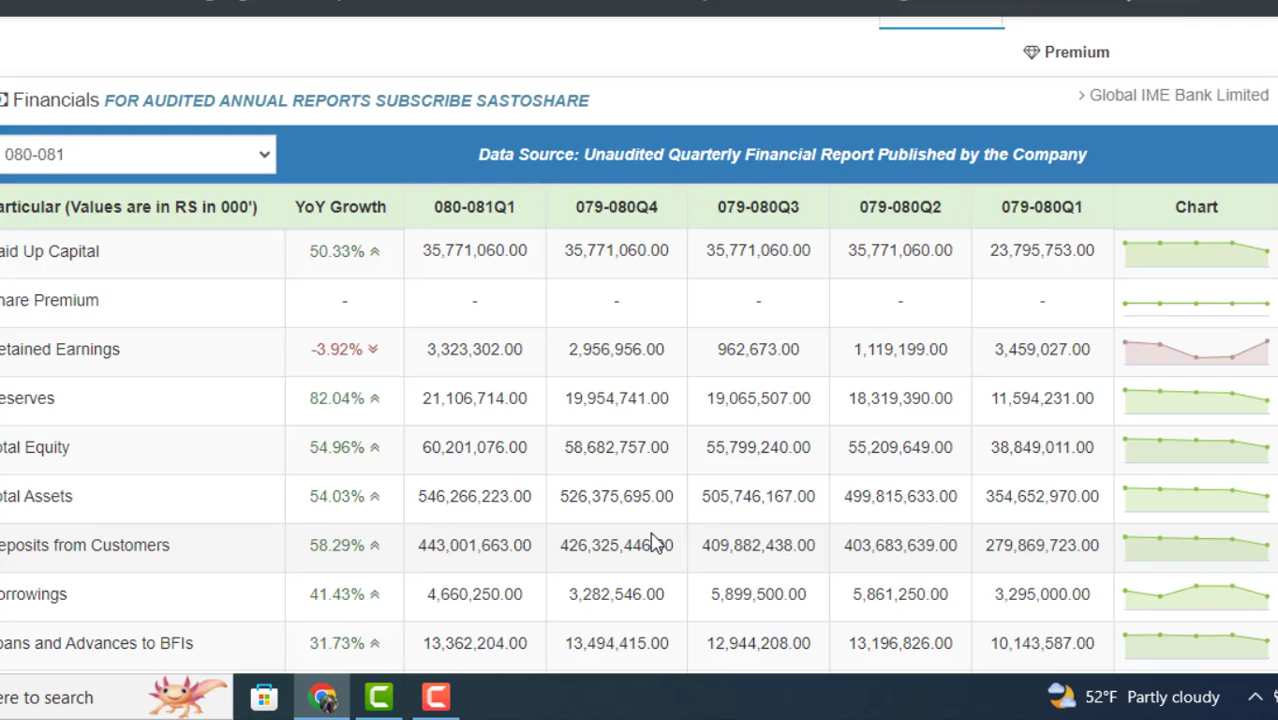 Premium
Financials FOR AUDITED ANNUAL REPORTS SUBSCRIBE SASTOSHARE
> Global IME Bank Limited
080-081
Data Source: Unaudited Quarterly Financial Report Published by the Company
articular (Values are in RS in 000') YoY Growth 080-081Q1 079-080Q4 079-080Q3 079-080Q2 079-080Q1 Chart
aid Up Capital 50.33% 35,771,060.00 35,771,060.00 35,771,060.00 35,771,060.00 23,795,753.00
hare Premium - - - - - -
etained Earnings -3.92% 3,323,302.00 2,956,956.00 962,673.00 1,119,199.00 3,459,027.00
eserves 82.04% 21,106,714.00 19,954,741.00 19,065,507.00 18,319,390.00 11,594,231.00
otal Equity 54.96% 60,201,076.00 58,682,757.00 55,799,240.00 55,209,649.00 38,849,011.00
otal Assets 54.03% 546,266,223.00 526,375,695.00 505,746,167.00 499,815,633.00 354,652,970.00
eposits from Customers 58.29% 443,001,663.00 426,325,446.00 409,882,438.00 403,683,639.00 279,869,723.00
orrowings 41.43% 4,660,250.00 3,282,546.00 5,899,500.00 5,861,250.00 3,295,000.00
oans and Advances to BFIs 31.73% 13,362,204.00 13,494,415.00 12,944,208.00 13,196,826.00 10,143,587.00
ere to search 52°F Partly cloudy